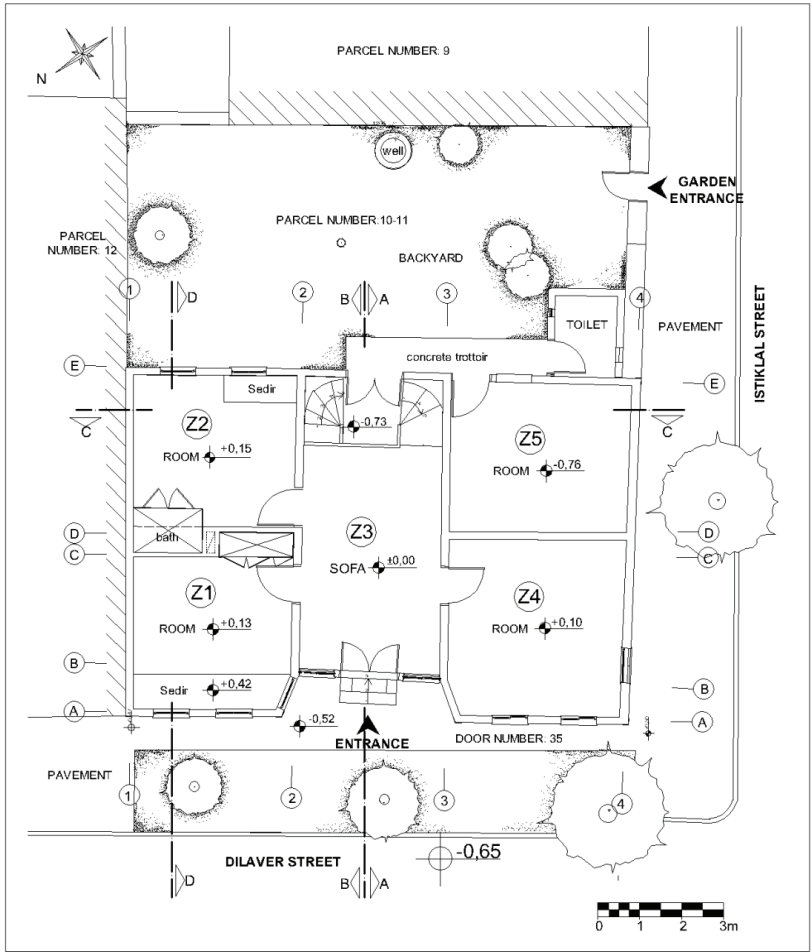 PARCEL NUMBER: 9
N
well
GARDEN
ENTRANCE
PARCEL NUMBER:10-11
PARCEL
NUMBER: 12
BACKYARD
1
D
2
B A
3
4
TOILET
PAVEMENT
ISTIKLAL STREET
concrete trottoir
E
E
Sedir
C
C
Z2
-0,73
Z5
ROOM +0,15
ROOM -0,76
D
bath
Z3
D
C
C
SOFA ±0,00
Z1
Z4
ROOM +0,13
ROOM +0,10
B
Sedir +0,42
B
A
A
-0,52
ENTRANCE
DOOR NUMBER: 35
PAVEMENT
1
2
3
4
DILAVER STREET
-0,65
D
B A
0 1 2 3m